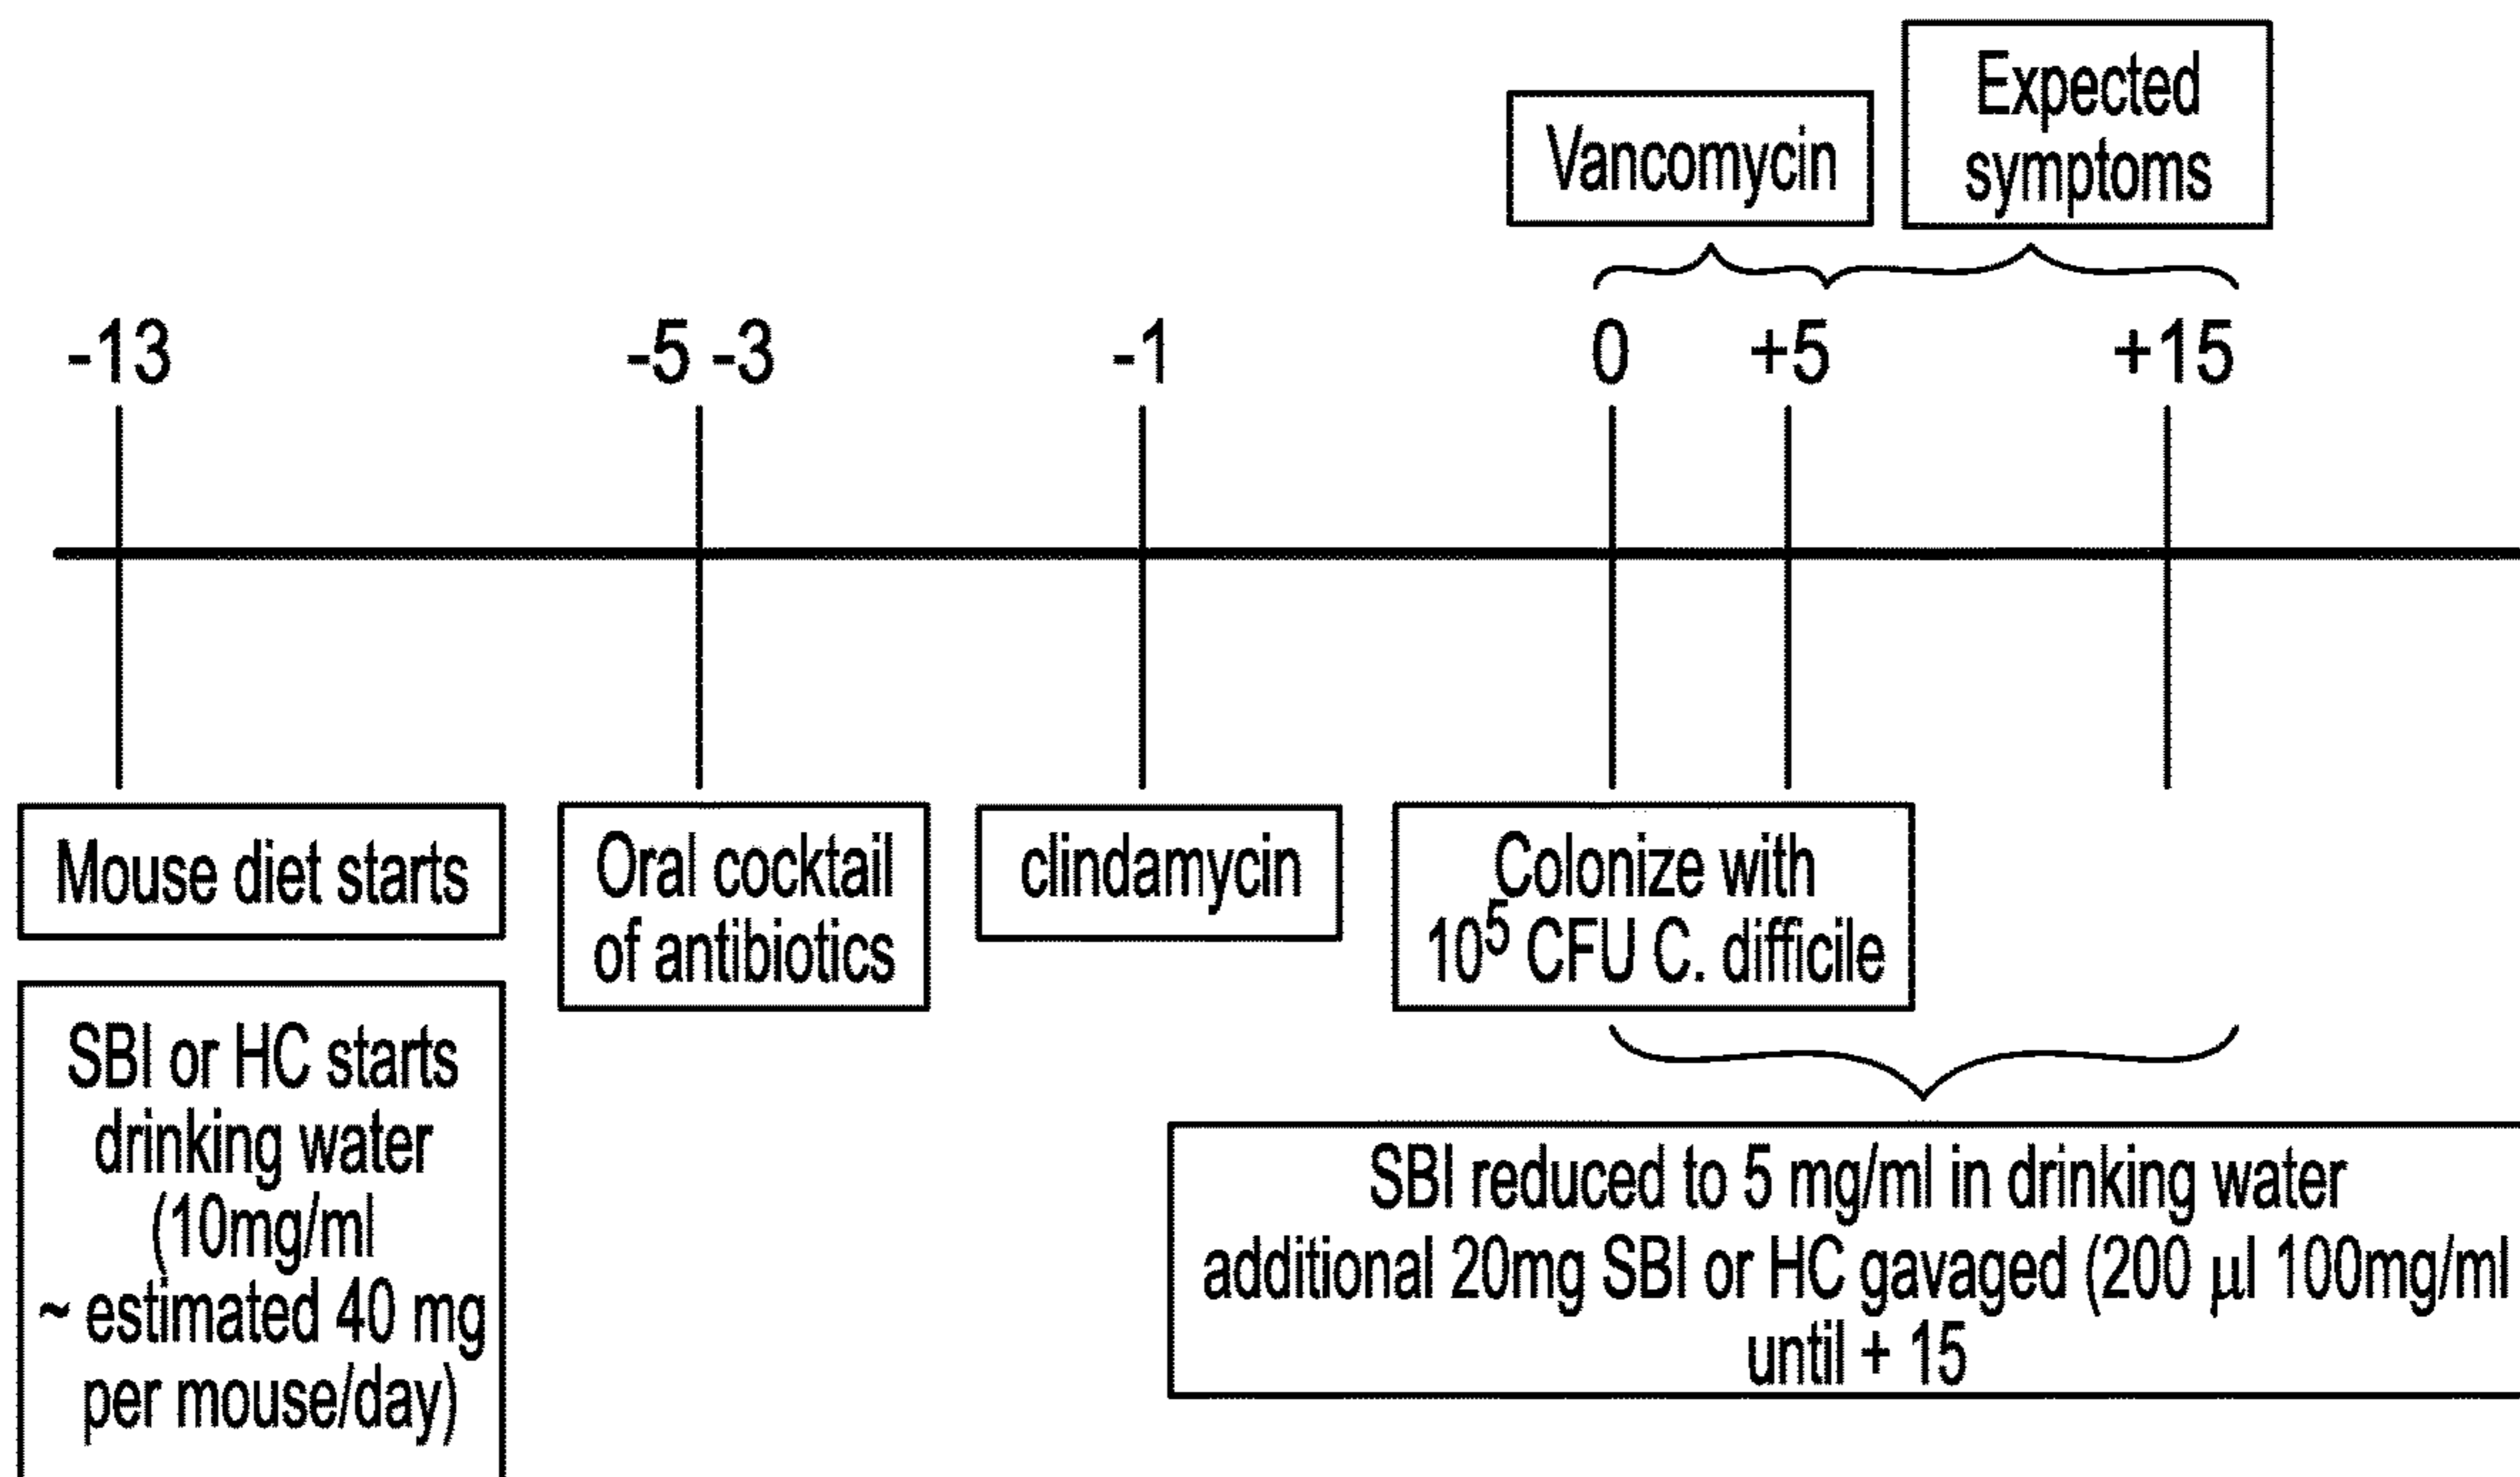 Vancomycin
Expected
symptoms
-13
-5 -3
-1
0
+5
+15
Mouse diet starts
Oral cocktail
of antibiotics
clindamycin
Colonize with
10⁵ CFU C. difficile
SBI or HC starts
drinking water
(10mg/ml
~ estimated 40 mg
per mouse/day)
SBI reduced to 5 mg/ml in drinking water
additional 20mg SBI or HC gavaged (200 µl 100mg/ml
until + 15